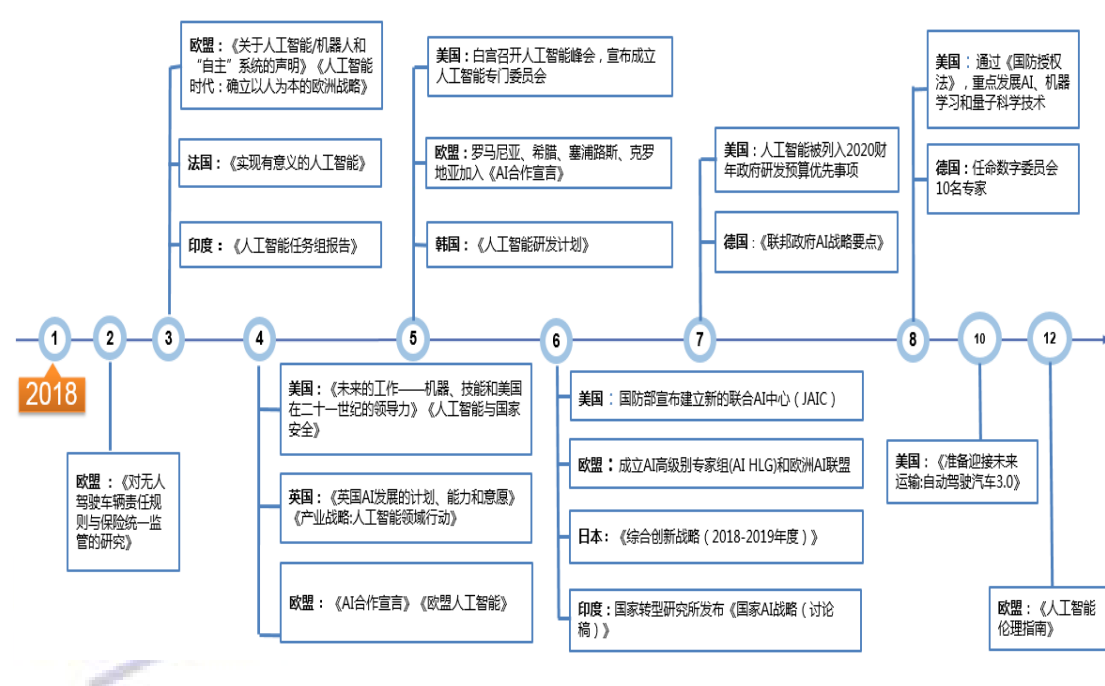 欧盟:《关于人工智能/机器人和
“自主”系统的声明》《人工智能
时代：确立以人为本的欧洲战略》
法国：《实现有意义的人工智能》
印度：《人工智能任务组报告》
美国：白宫召开人工智能峰会，宣布成立
人工智能专门委员会
欧盟：罗马尼亚、希腊、塞浦路斯、克罗
地亚加入《AI合作宣言》
韩国：《人工智能研发计划》
美国：人工智能被列入2020财
年政府研发预算优先事项
德国：《联邦政府AI战略要点》
美国：通过《国防授权
法》，重点发展AI、机器
学习和量子科学技术
德国：任命数字委员会
10名专家
1
2
3
4
5
6
7
8
10
12
2018
欧盟：《对无人
驾驶车辆责任规
则与保险统一监
管的研究》
美国：《未来的工作——机器、技能和美国
在二十一世纪的领导力》《人工智能与国家
安全》
英国：《英国AI发展的计划、能力和意愿》
《产业战略:人工智能领域行动》
欧盟：《AI合作宣言》《欧盟人工智能》
美国：国防部宣布建立新的联合AI中心（JAIC）
欧盟：成立AI高级别专家组(AI HLG)和欧洲AI联盟
日本：《综合创新战略（2018-2019年度）》
印度：国家转型研究所发布《国家AI战略（讨论
稿）》
美国：《准备迎接未来
运输:自动驾驶汽车3.0》
欧盟：《人工智能
伦理指南》